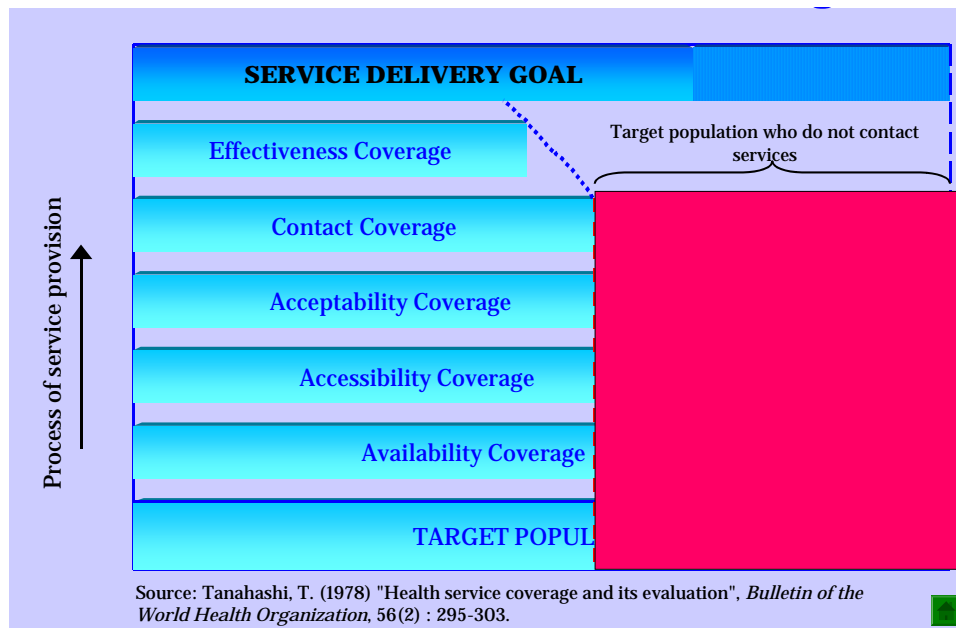 SERVICE DELIVERY GOAL
Target population who do not contact
services
Effectiveness Coverage
Contact Coverage
Acceptability Coverage
Accessibility Coverage
Availability Coverage
TARGET POPUL
Process of service provision
Source: Tanahashi, T. (1978) "Health service coverage and its evaluation", Bulletin of the
World Health Organization, 56(2) : 295-303.